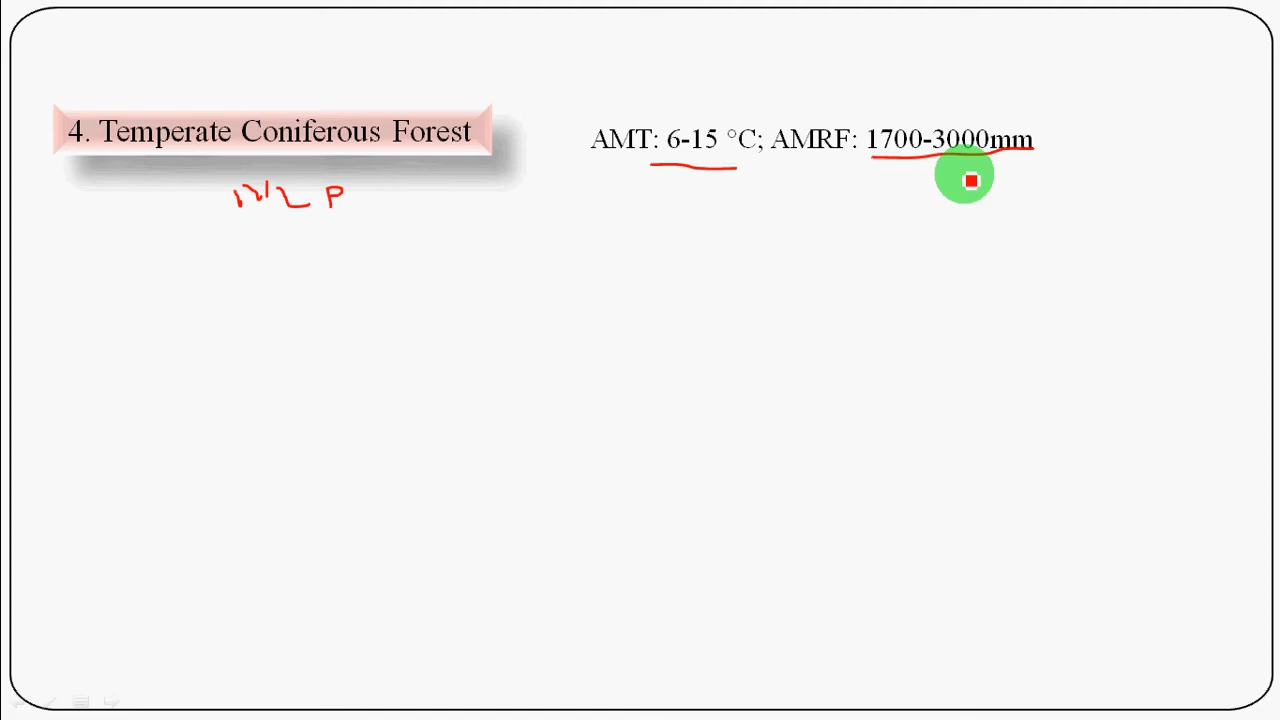 4. Temperate Coniferous Forest
AMT: 6-15 °C; AMRF: 1700-3000mm